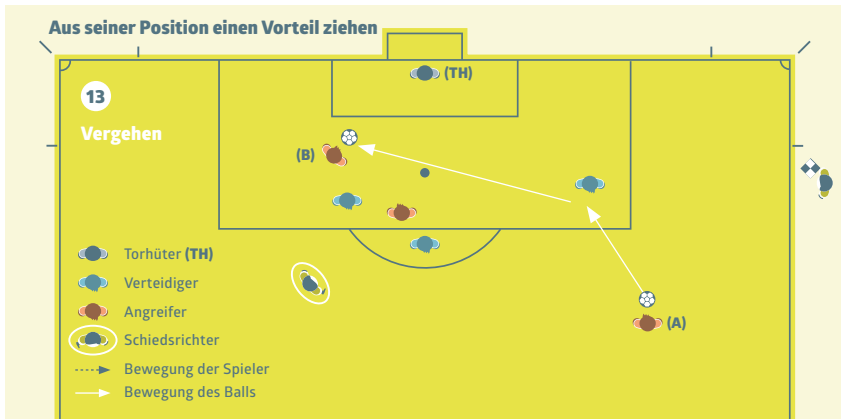 Aus seiner Position einen Vorteil ziehen
(TH)
13
Vergehen
(B)
Torhüter (TH)
Verteidiger
Angreifer
(A)
Schiedsrichter
Bewegung der Spieler
Bewegung des Balls